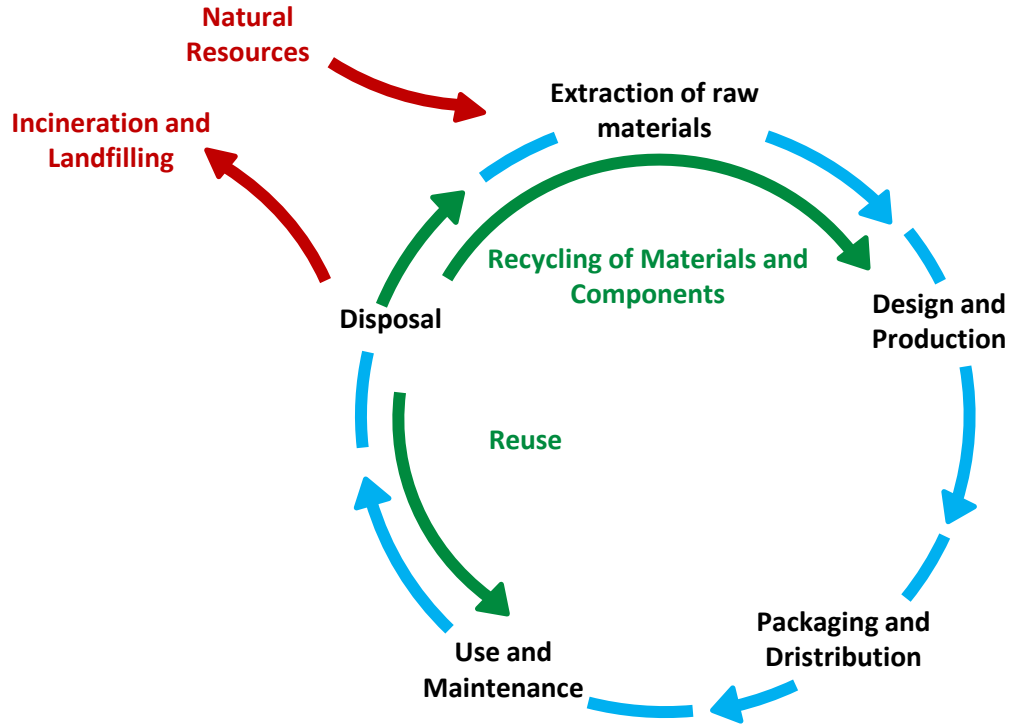 Natural
Resources
Incineration and
Landfilling
Extraction of raw
materials
Recycling of Materials and
Components
Design and
Production
Disposal
Reuse
Packaging and
Dristribution
Use and
Maintenance